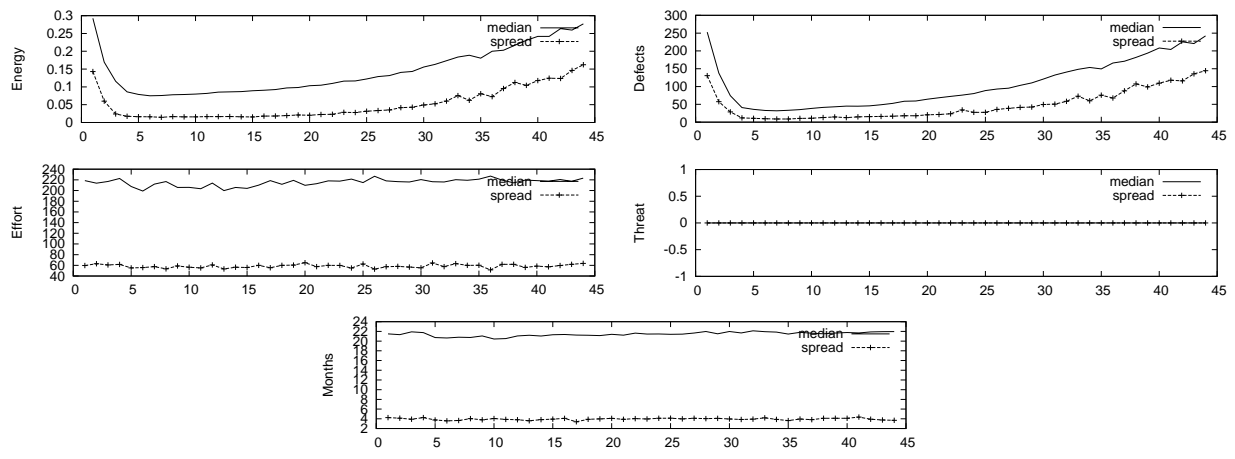 0.3
0.25
0.2
0.15
0.1
0.05
0
Energy
median
spread
0 5 10 15 20 25 30 35 40 45
300
250
200
150
100
50
0
Defects
median
spread
0 5 10 15 20 25 30 35 40 45
240
220
200
180
160
140
120
100
80
60
40
Effort
median
spread
0 5 10 15 20 25 30 35 40 45
1
0.5
0
-0.5
-1
Threat
median
spread
0 5 10 15 20 25 30 35 40 45
24
22
20
18
16
14
12
10
8
6
4
2
Months
median
spread
0 5 10 15 20 25 30 35 40 45